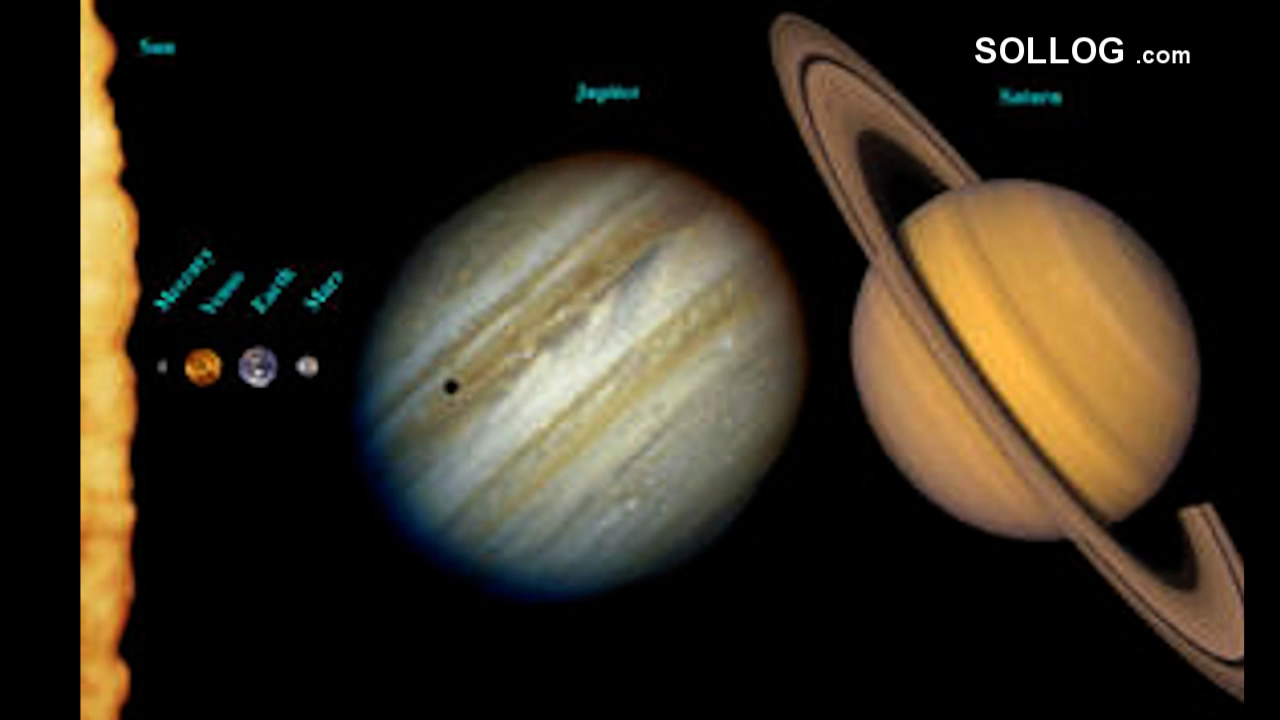 SOLLOG .com
Sun
Jupiter
Saturn
Mercury
Venus
Earth
Mars